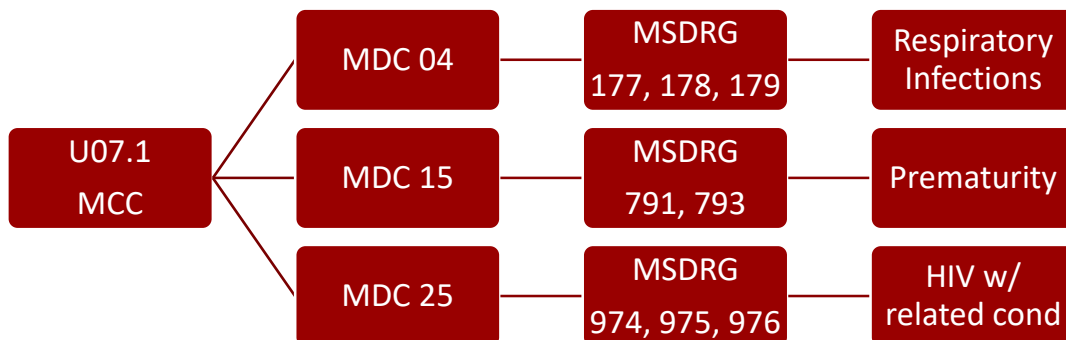 U07.1
MCC
MDC 04
MSDRG
177, 178, 179
Respiratory
Infections
MDC 15
MSDRG
791, 793
Prematurity
MDC 25
MSDRG
974, 975, 976
HIV w/
related cond